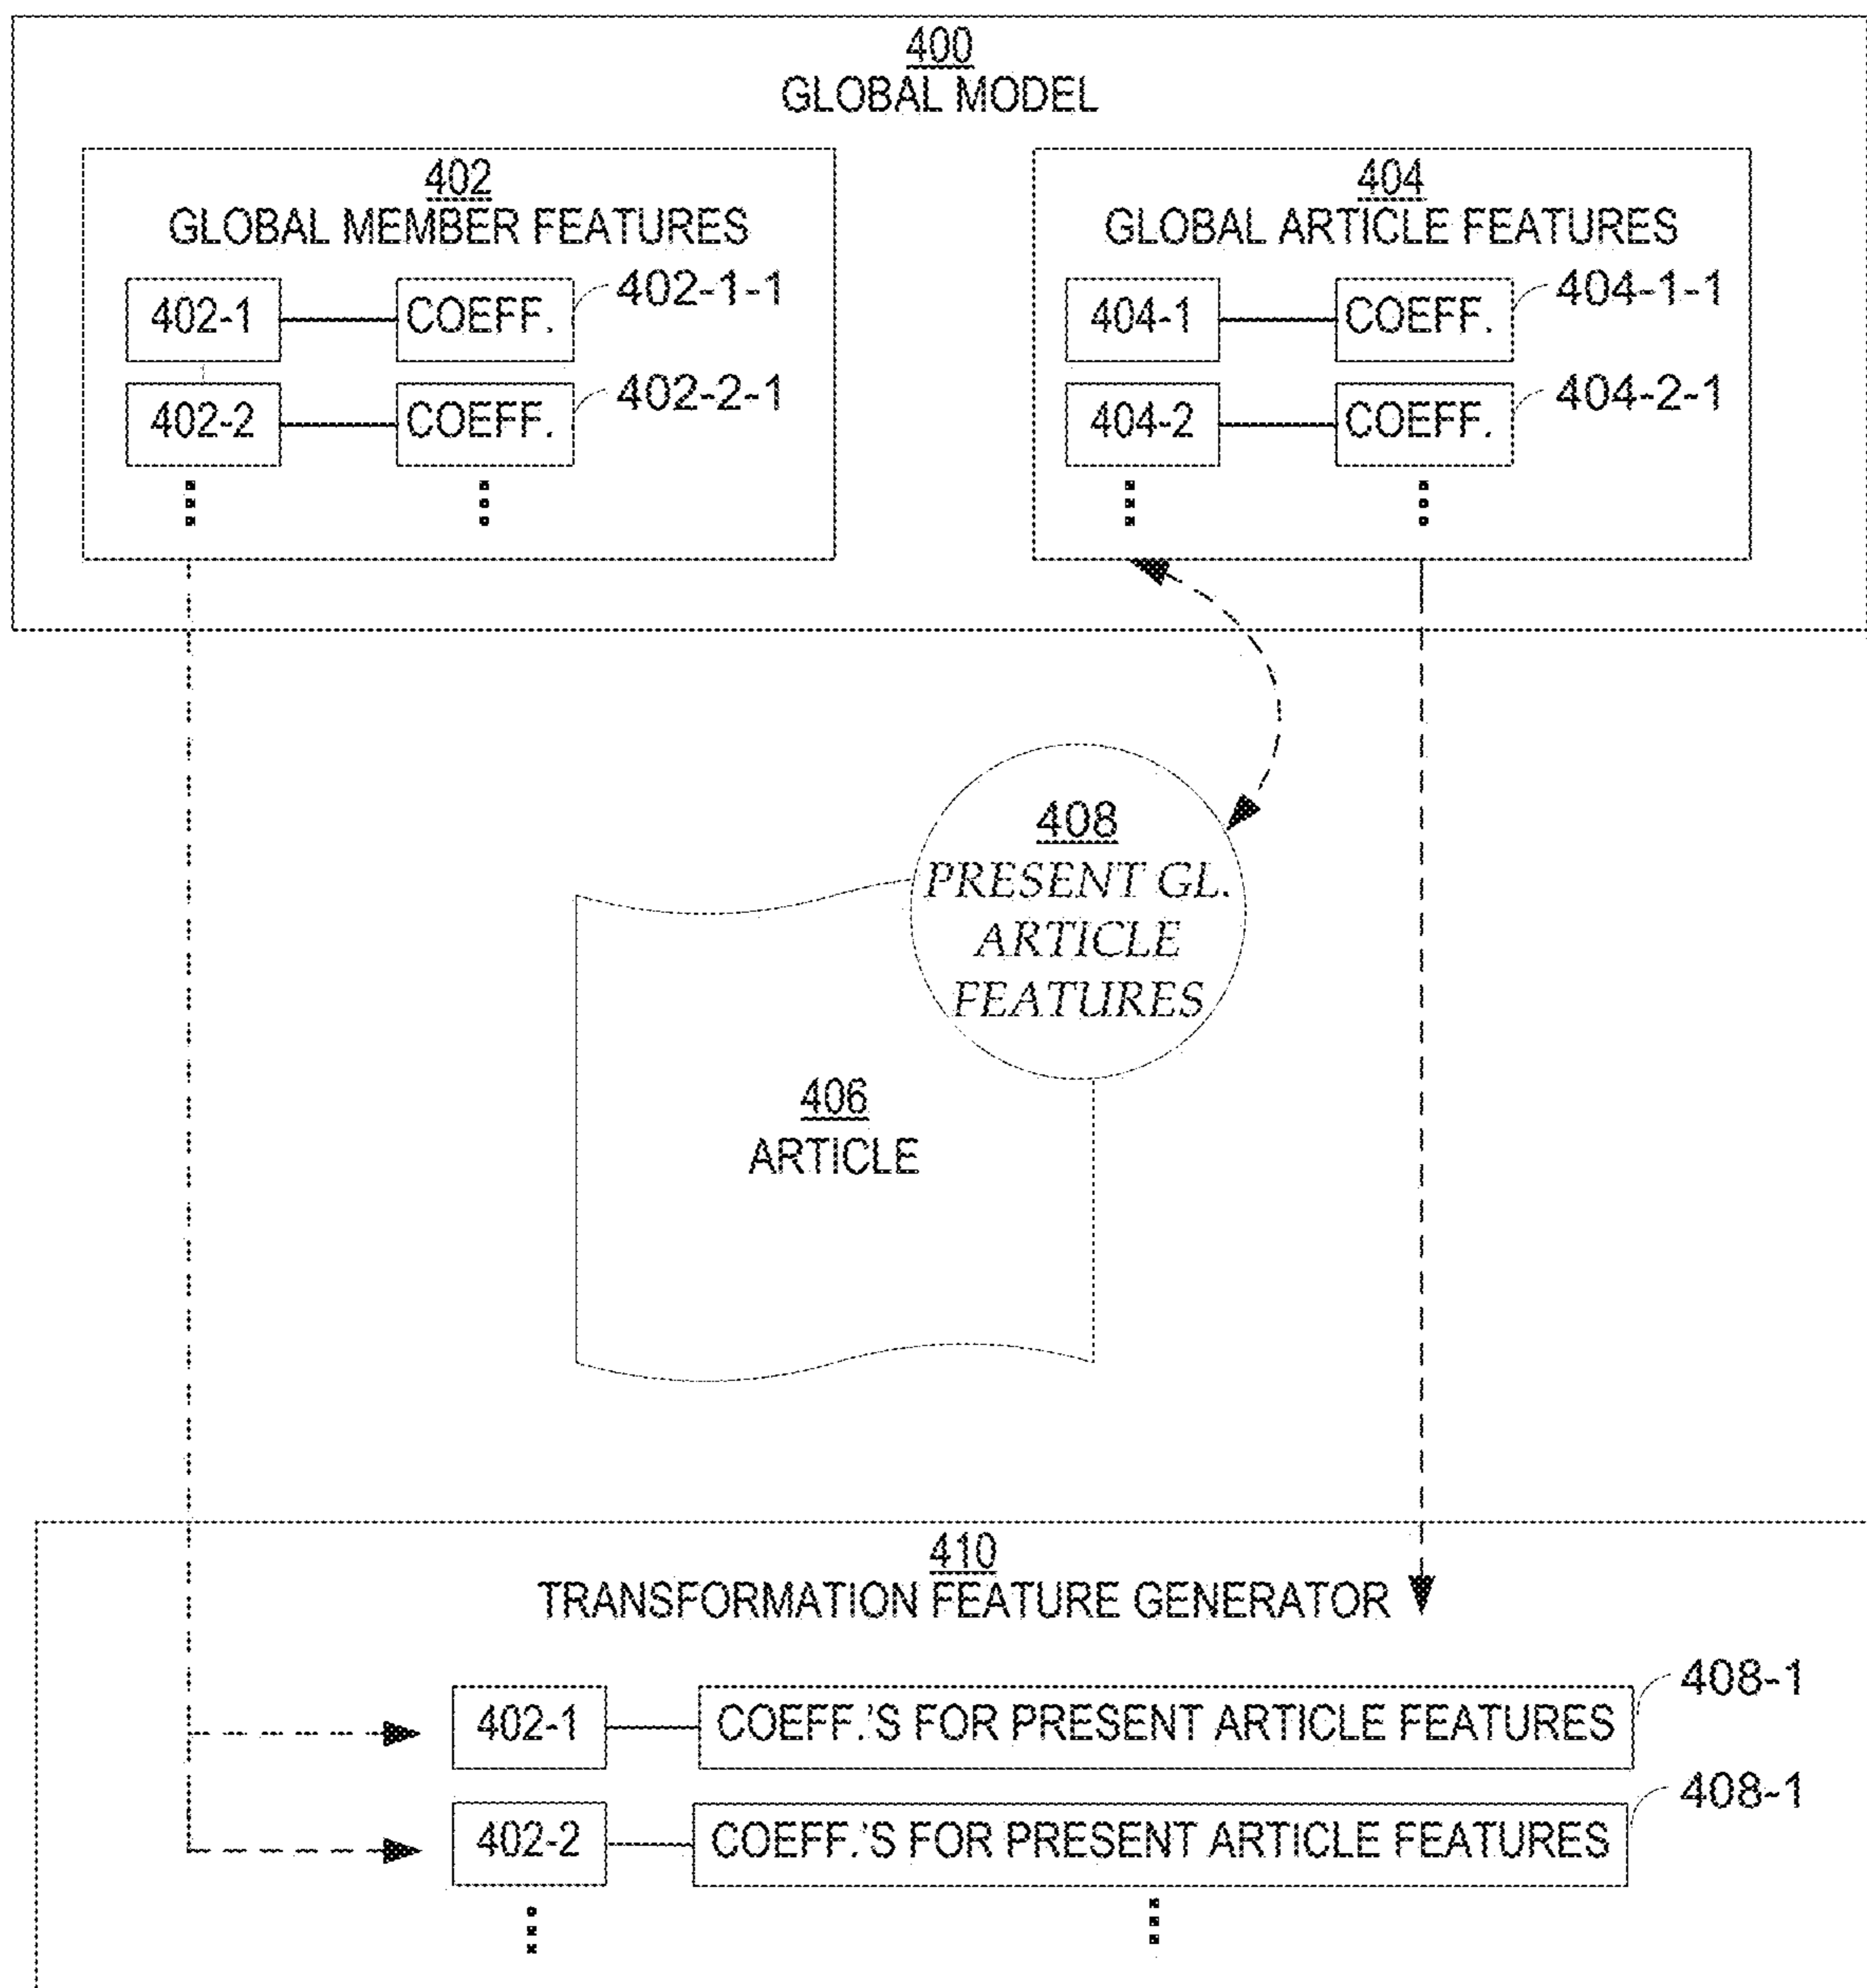 400
GLOBAL MODEL
402
GLOBAL MEMBER FEATURES
402-1
COEFF.
402-1-1
402-2
COEFF.
402-2-1
404
GLOBAL ARTICLE FEATURES
404-1
COEFF.
404-1-1
404-2
COEFF.
404-2-1
408
PRESENT GL.
ARTICLE
FEATURES
406
ARTICLE
410
TRANSFORMATION FEATURE GENERATOR
402-1
COEFF.'S FOR PRESENT ARTICLE FEATURES
408-1
402-2
COEFF.'S FOR PRESENT ARTICLE FEATURES
408-1